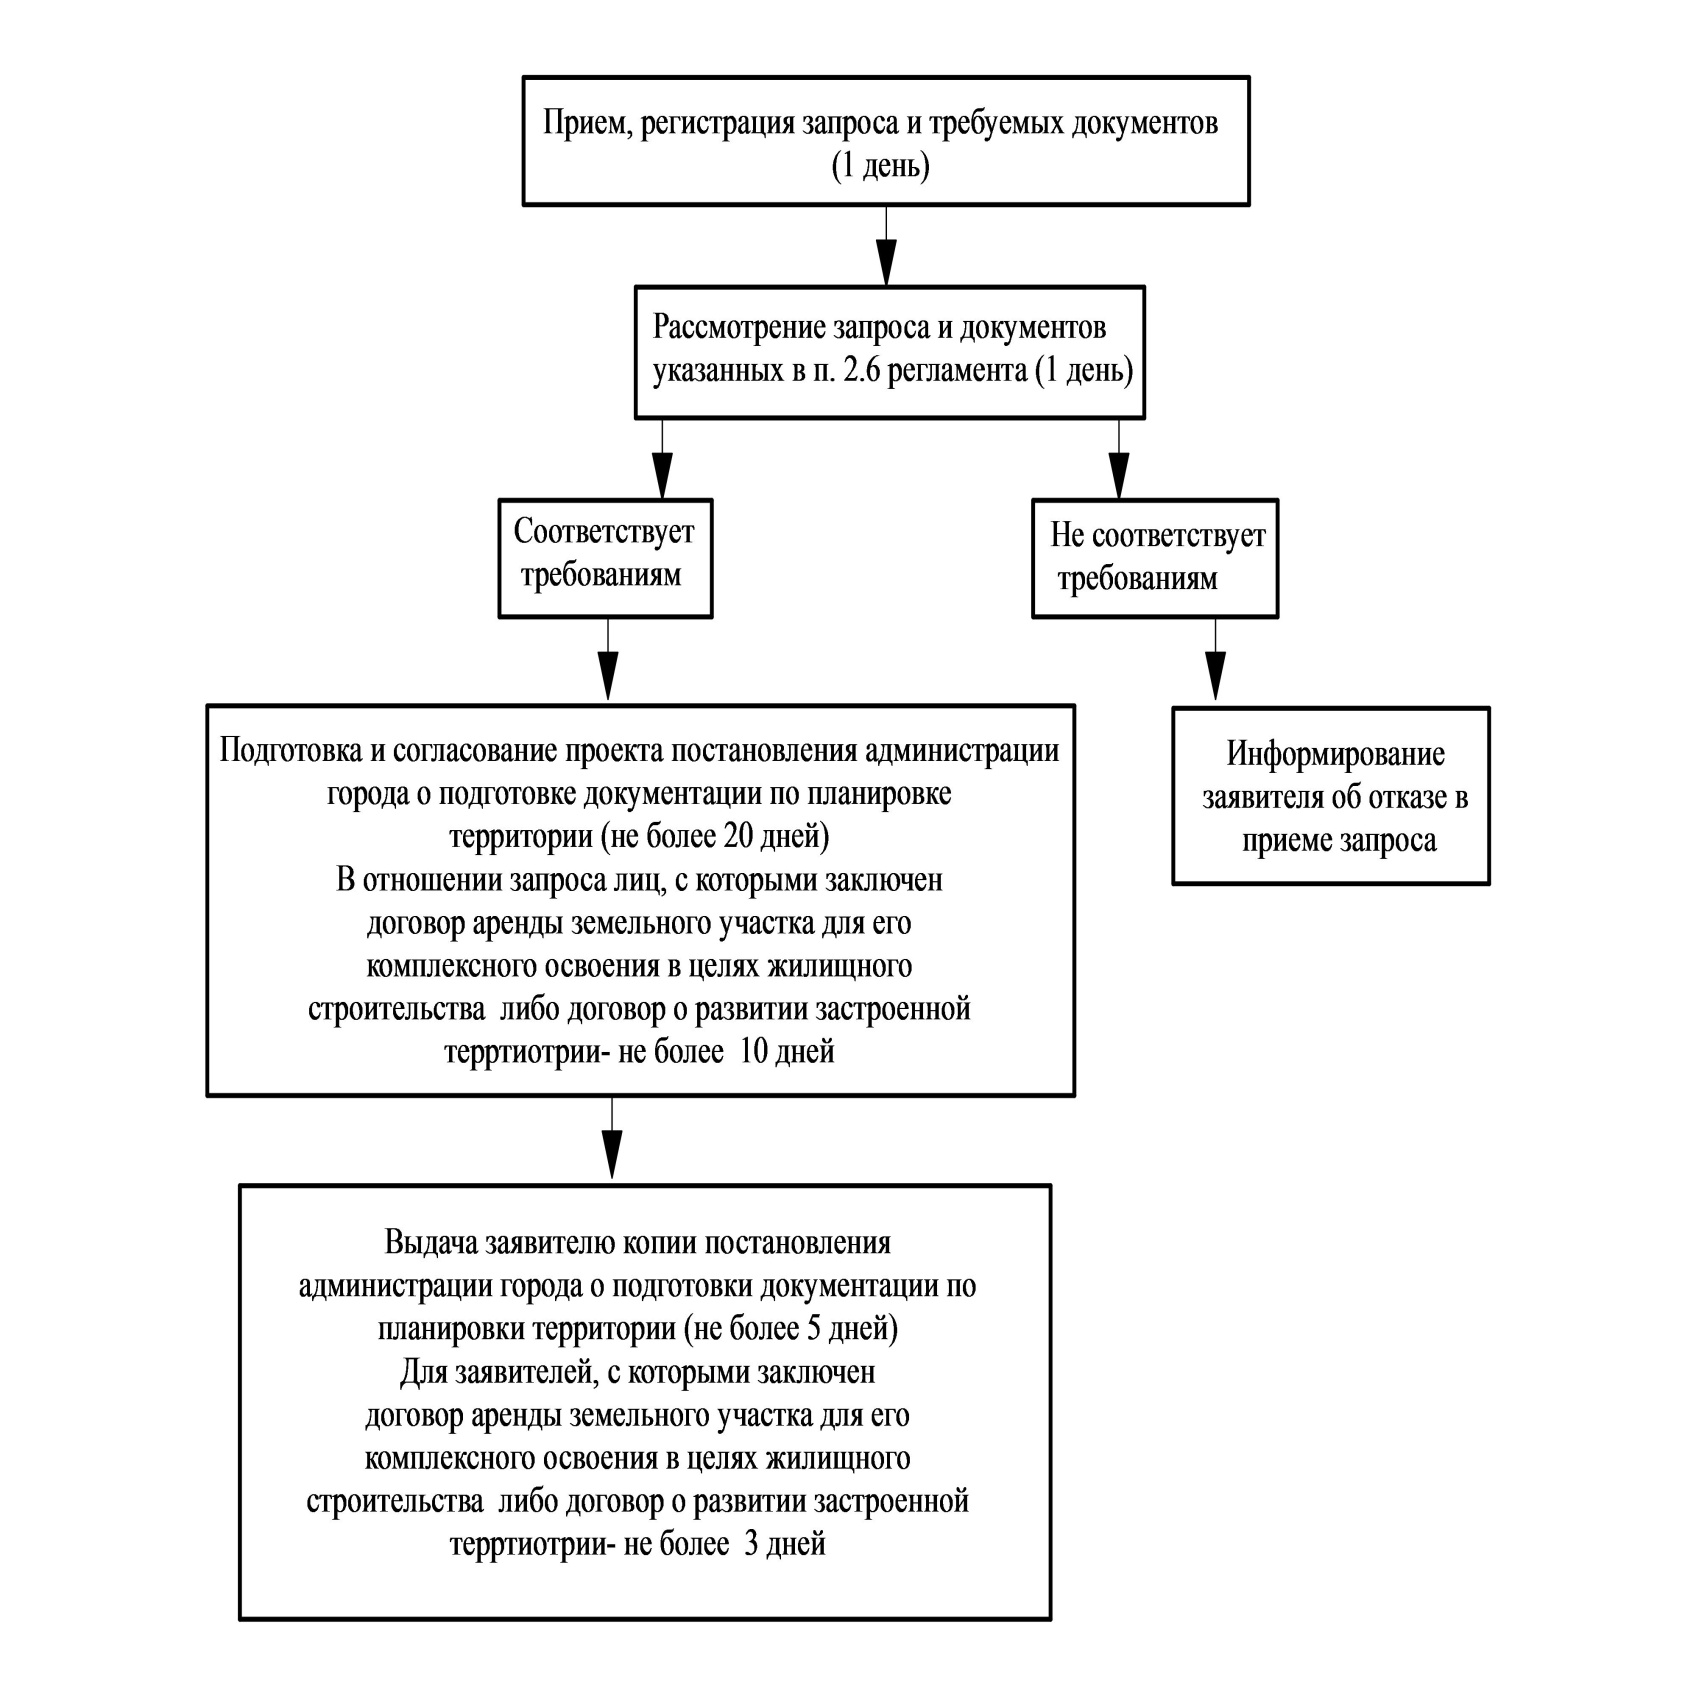 Прием, регистрация запроса и требуемых документов
(1 день)
Рассмотрение запроса и документов
указанных в п. 2.6 регламента (1 день)
Соответствует
требованиям
Не соответствует
требованиям
Подготовка и согласование проекта постановления администрации
города о подготовке документации по планировке
территории (не более 20 дней)
В отношении запроса лиц, с которыми заключен
договор аренды земельного участка для его
комплексного освоения в целях жилищного
строительства  либо договор о развитии застроенной
терртиотрии- не более  10 дней
Информирование
заявителя об отказе в
приеме запроса
Выдача заявителю копии постановления
администрации города о подготовки документации по
планировки территории (не более 5 дней)
Для заявителей, с которыми заключен
договор аренды земельного участка для его
комплексного освоения в целях жилищного
строительства  либо договор о развитии застроенной
терртиотрии- не более  3 дней